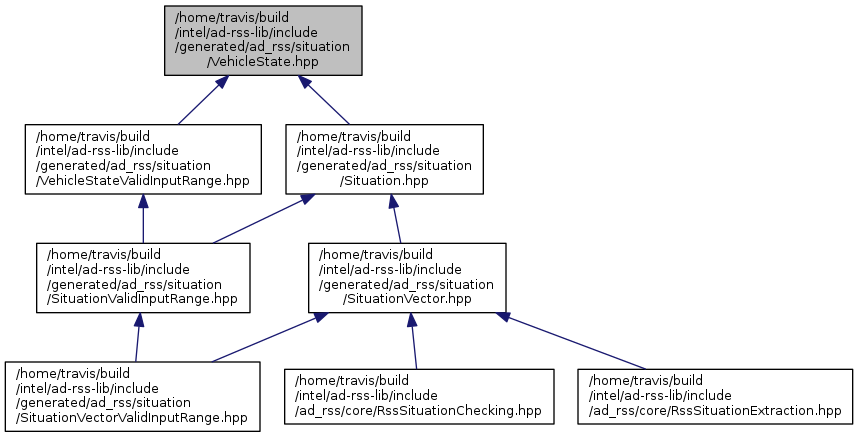 /home/travis/build
/intel/ad-rss-lib/include
/generated/ad_rss/situation
/VehicleState.hpp
/home/travis/build
/intel/ad-rss-lib/include
/generated/ad_rss/situation
/VehicleStateValidInputRange.hpp
/home/travis/build
/intel/ad-rss-lib/include
/generated/ad_rss/situation
/Situation.hpp
/home/travis/build
/intel/ad-rss-lib/include
/generated/ad_rss/situation
/SituationValidInputRange.hpp
/home/travis/build
/intel/ad-rss-lib/include
/generated/ad_rss/situation
/SituationVector.hpp
/home/travis/build
/intel/ad-rss-lib/include
/generated/ad_rss/situation
/SituationVectorValidInputRange.hpp
/home/travis/build
/intel/ad-rss-lib/include
/ad_rss/core/RssSituationChecking.hpp
/home/travis/build
/intel/ad-rss-lib/include
/ad_rss/core/RssSituationExtraction.hpp